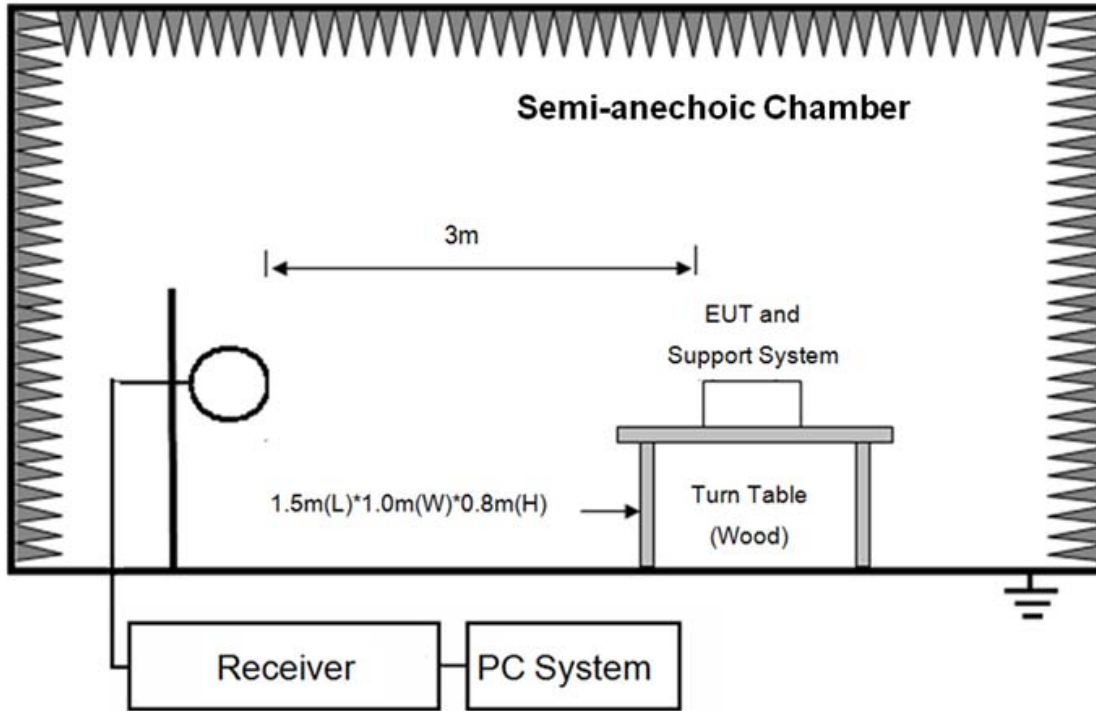 Semi-anechoic Chamber
3m
EUT and
Support System
1.5m(L)*1.0m(W)*0.8m(H)
Turn Table
(Wood)
Receiver
PC System